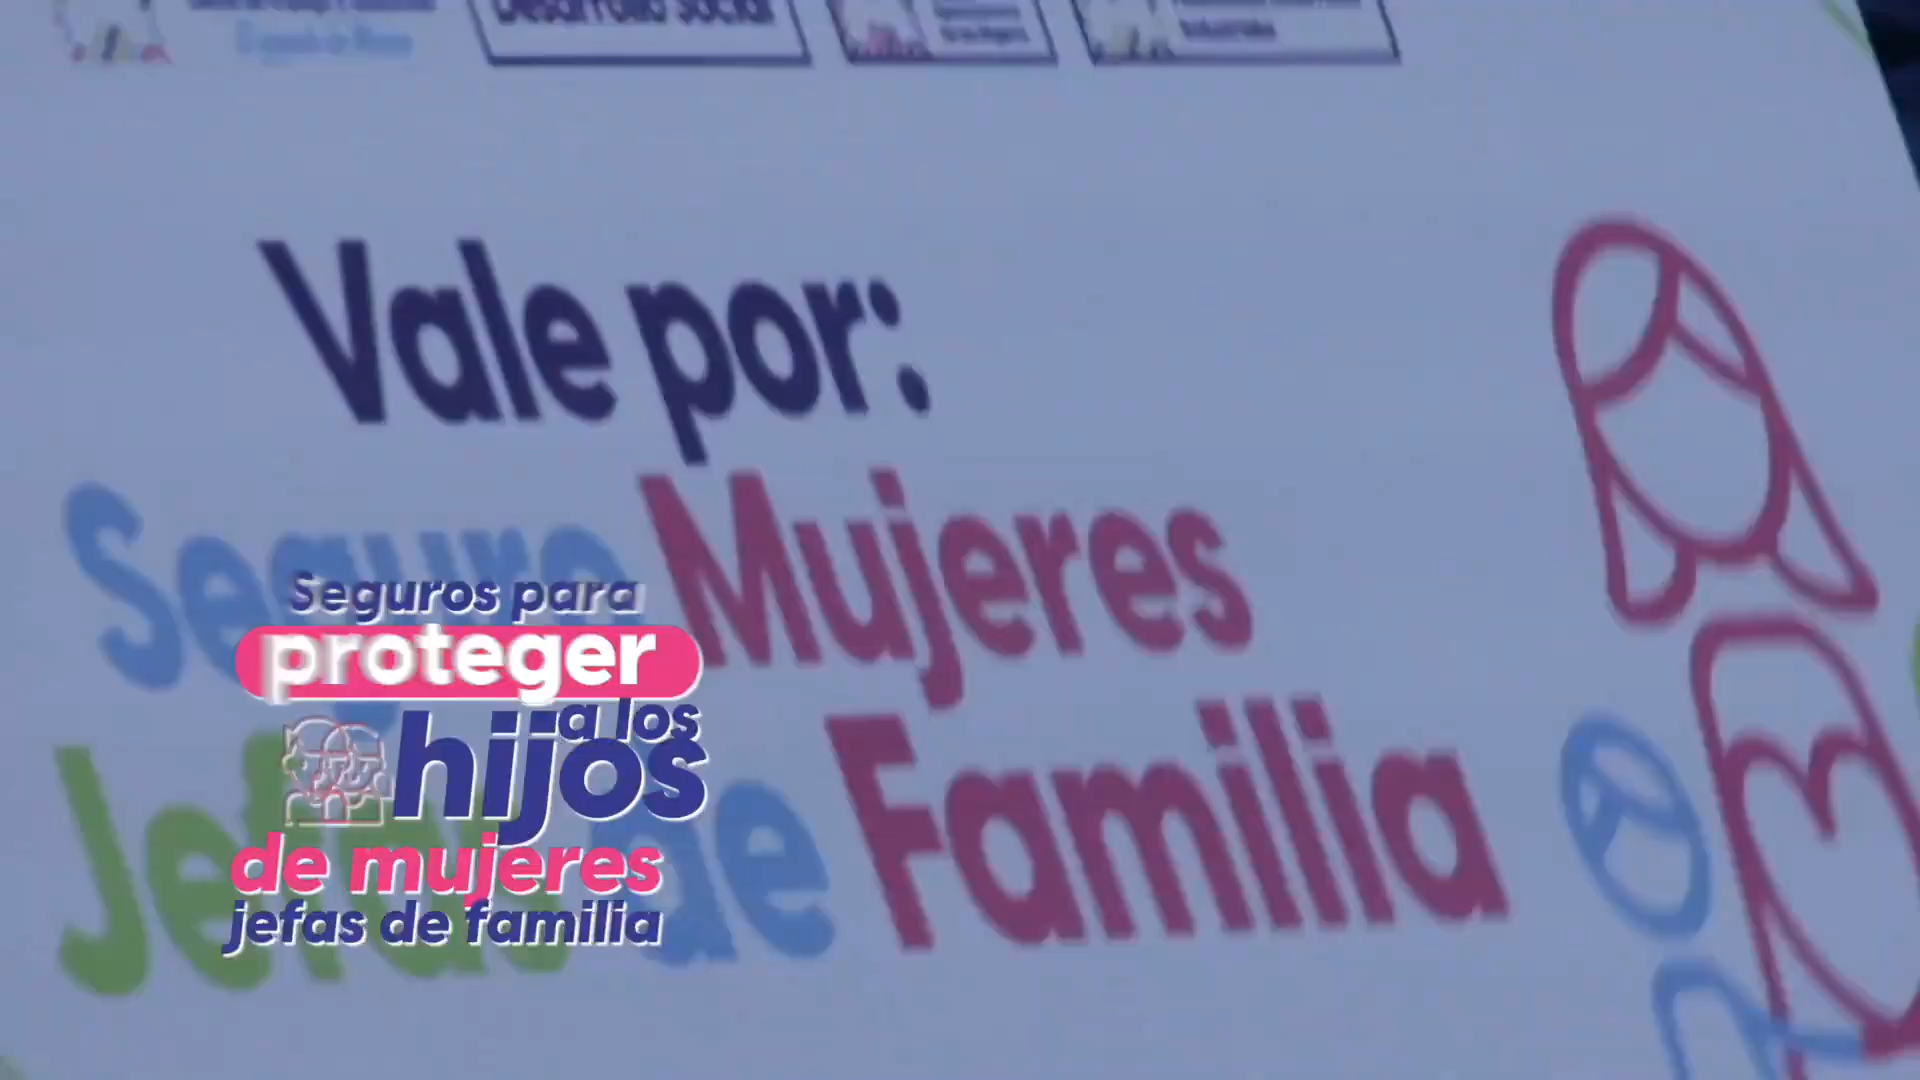 Desarrollo Social
Industriales
Vale por:
Seguro Mujeres
Jefas de Familia
Seguros para
proteger
a los
hijos
de mujeres
jefas de familia